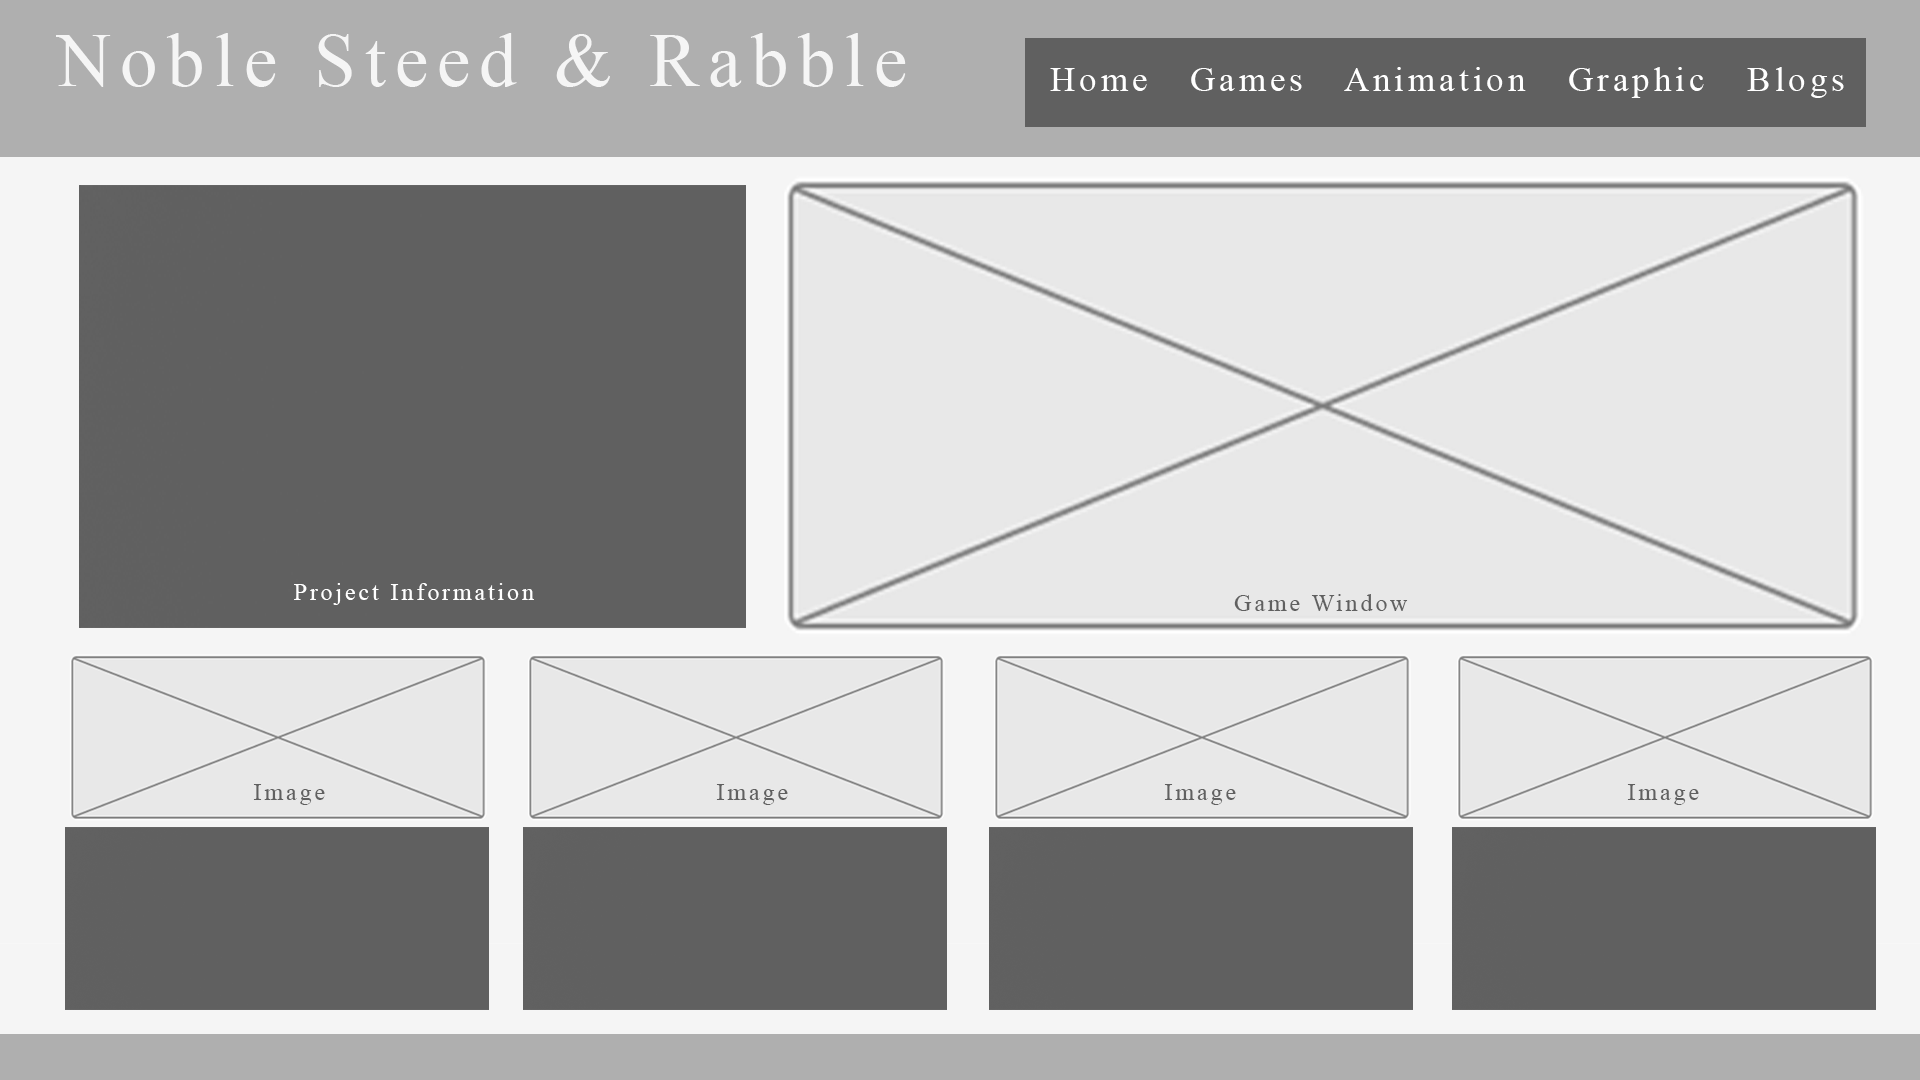 Noble Steed & Rabble
Home Games Animation Graphic Blogs
Project Information
Game Window
Image Image Image Image